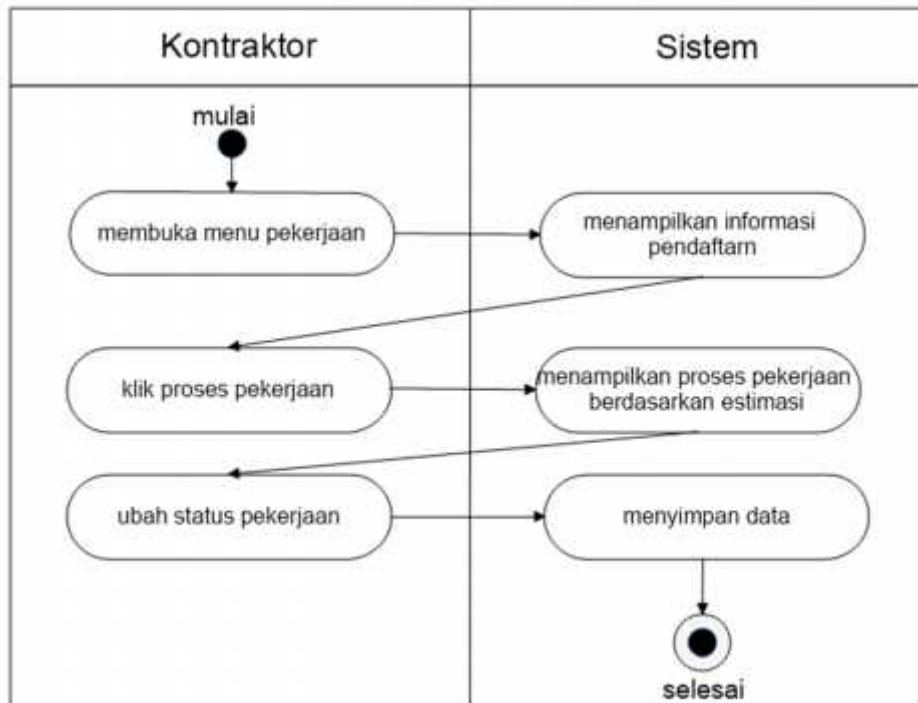 Kontraktor
Sistem
mulai
membuka menu pekerjaan
menampilkan informasi
pendaftarn
klik proses pekerjaan
menampilkan proses pekerjaan
berdasarkan estimasi
ubah status pekerjaan
menyimpan data
selesai